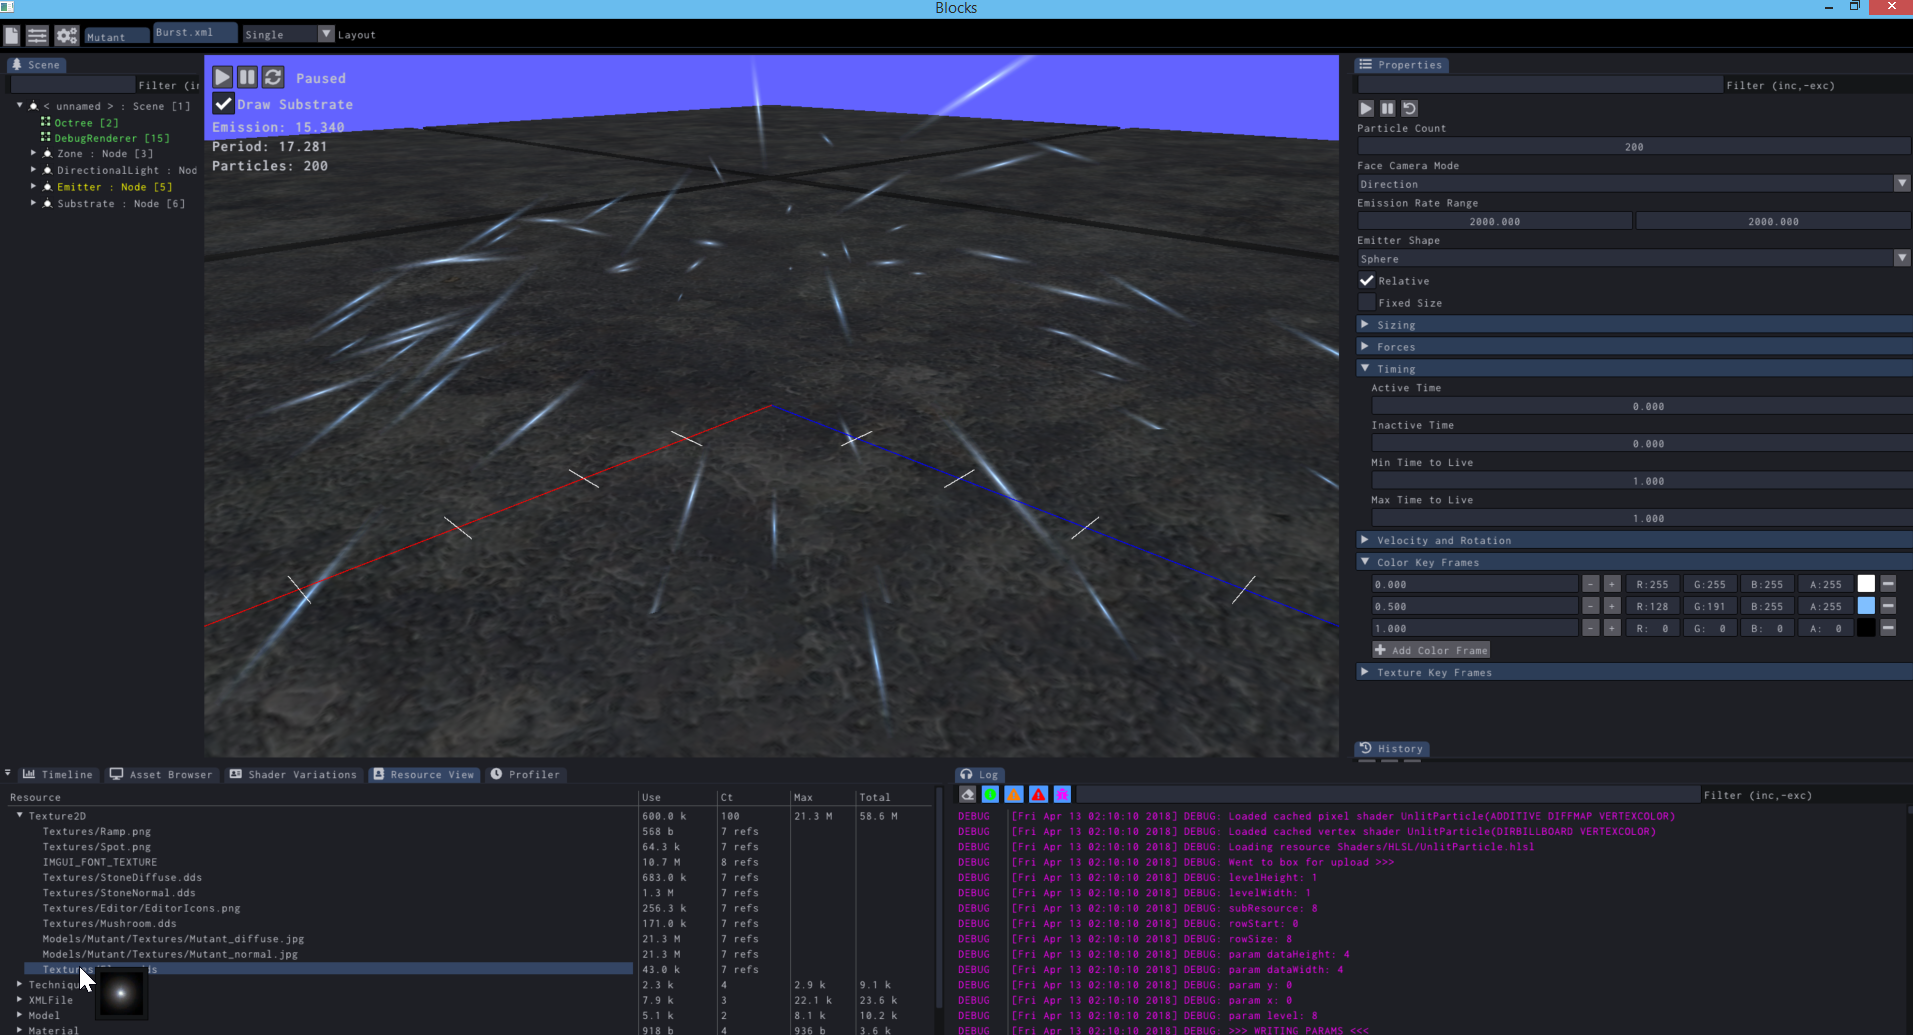 Blocks
Mutant
Burst.xml
Single
Layout
Scene
Filter (in
< unnamed > : Scene [1]
Octree [2]
DebugRenderer [15]
Zone : Node [3]
DirectionalLight : Nod
Emitter : Node [5]
Substrate : Node [6]
Paused
Draw Substrate
Emission: 15.340
Period: 17.281
Particles: 200
Properties
Filter (inc,-exc)
Particle Count
200
Face Camera Mode
Direction
Emission Rate Range
2000.000 2000.000
Emitter Shape
Sphere
Relative
Fixed Size
Sizing
Forces
Timing
Active Time
0.000
Inactive Time
0.000
Min Time to Live
1.000
Max Time to Live
1.000
Velocity and Rotation
Color Key Frames
0.000 - + R:255 G:255 B:255 A:255
0.500 - + R:128 G:191 B:255 A:255
1.000 - + R: 0 G: 0 B: 0 A: 0
Add Color Frame
Texture Key Frames
History
Timeline Asset Browser Shader Variations Resource View Profiler
Resource Use Ct Max Total
Texture2D 600.0 k 100 21.3 M 58.6 M
Textures/Ramp.png 568 b 7 refs
Textures/Spot.png 64.3 k 7 refs
IMGUI_FONT_TEXTURE 10.7 M 8 refs
Textures/StoneDiffuse.dds 683.0 k 7 refs
Textures/StoneNormal.dds 1.3 M 7 refs
Textures/Editor/EditorIcons.png 256.3 k 7 refs
Textures/Mushroom.dds 171.0 k 7 refs
Models/Mutant/Textures/Mutant_diffuse.jpg 21.3 M 7 refs
Models/Mutant/Textures/Mutant_normal.jpg 21.3 M 7 refs
Textures 43.0 k 7 refs
Techniqu 2.3 k 4 2.9 k 9.1 k
XMLFile 7.9 k 3 22.1 k 23.6 k
Model 5.1 k 2 8.1 k 10.2 k
Material 918 b 4 936 b 3.6 k
Log
Filter (inc,-exc)
DEBUG [Fri Apr 13 02:10:10 2018] DEBUG: Loaded cached pixel shader UnlitParticle(ADDITIVE DIFFMAP VERTEXCOLOR)
DEBUG [Fri Apr 13 02:10:10 2018] DEBUG: Loaded cached vertex shader UnlitParticle(DIRBILLBOARD VERTEXCOLOR)
DEBUG [Fri Apr 13 02:10:10 2018] DEBUG: Loading resource Shaders/HLSL/UnlitParticle.hlsl
DEBUG [Fri Apr 13 02:10:10 2018] DEBUG: Went to box for upload >>>
DEBUG [Fri Apr 13 02:10:10 2018] DEBUG: levelHeight: 1
DEBUG [Fri Apr 13 02:10:10 2018] DEBUG: levelWidth: 1
DEBUG [Fri Apr 13 02:10:10 2018] DEBUG: subResource: 8
DEBUG [Fri Apr 13 02:10:10 2018] DEBUG: rowStart: 0
DEBUG [Fri Apr 13 02:10:10 2018] DEBUG: rowSize: 8
DEBUG [Fri Apr 13 02:10:10 2018] DEBUG: param dataHeight: 4
DEBUG [Fri Apr 13 02:10:10 2018] DEBUG: param dataWidth: 4
DEBUG [Fri Apr 13 02:10:10 2018] DEBUG: param y: 0
DEBUG [Fri Apr 13 02:10:10 2018] DEBUG: param x: 0
DEBUG [Fri Apr 13 02:10:10 2018] DEBUG: param level: 8
DEBUG [Fri Apr 13 02:10:10 2018] DEBUG: >>> WRITING PARAMS <<<